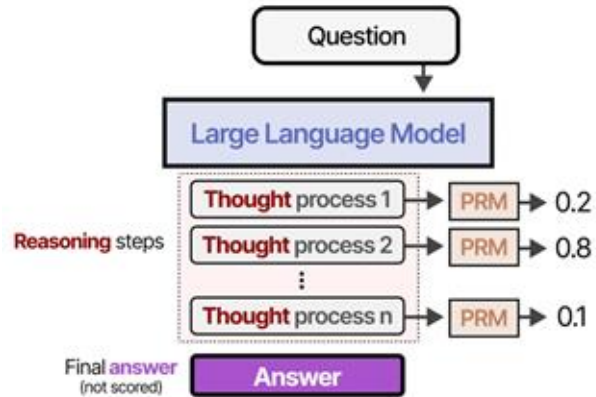 Question
Large Language Model
Thought process 1 PRM 0.2
Reasoning steps
Thought process 2 PRM 0.8
Thought process n PRM 0.1
Final answer
(not scored)
Answer